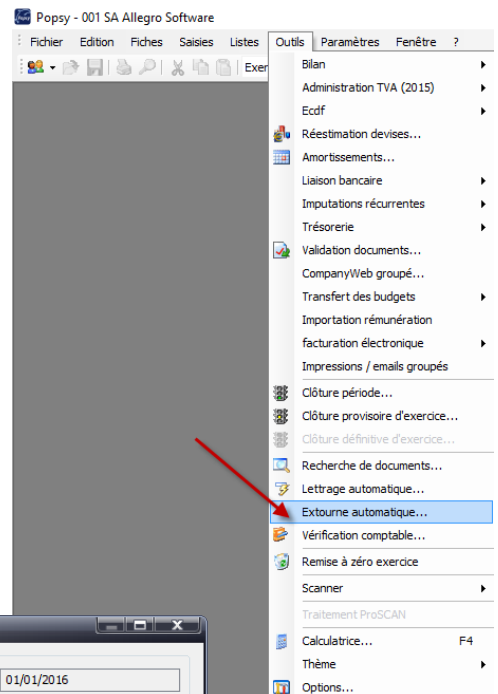 Popsy - 001 SA Allegro Software
Fichier Edition Fiches Saisies Listes Outils Paramètres Fenêtre ?
Exer
Bilan
Administration TVA (2015)
Ecdf
Réestimation devises...
Amortissements...
Liaison bancaire
Imputations récurrentes
Trésorerie
Validation documents...
CompanyWeb groupé...
Transfert des budgets
Importation rémunération
facturation électronique
Impressions / emails groupés
Clôture période...
Clôture provisoire d'exercice...
Clôture définitive d'exercice...
Recherche de documents...
Lettrage automatique...
Extourne automatique...
Vérification comptable...
Remise à zéro exercice
Scanner
Traitement ProSCAN
Calculatrice... F4
Thème
01/01/2016
Options...